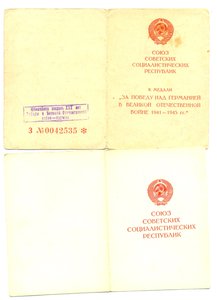 СОЮЗ
СОВЕТСКИХ
СОЦИАЛИСТИЧЕСКИХ
РЕСПУБЛИК
К МЕДАЛИ
„ЗА ПОБЕДУ НАД ГЕРМАНИЕЙ
В ВЕЛИКОЙ ОТЕЧЕСТВЕННОЙ
ВОЙНЕ 1941—1945 гг."
З №0042535 ✻
СОЮЗ
СОВЕТСКИХ
СОЦИАЛИСТИЧЕСКИХ
РЕСПУБЛИК